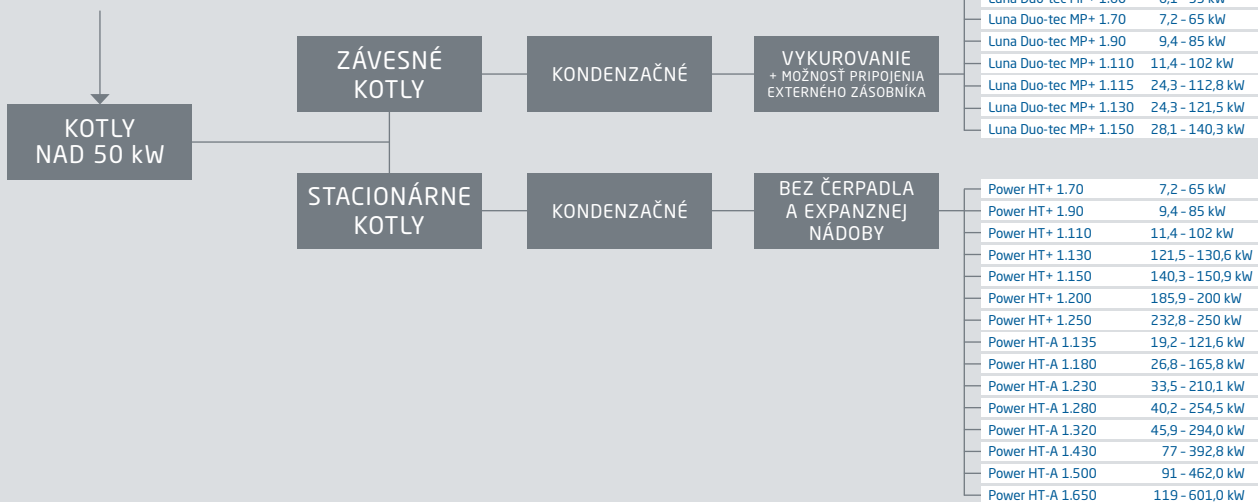 KOTLY
NAD 50 kW
ZÁVESNÉ
KOTLY
KONDENZAČNÉ
VYKUROVANIE
+ MOŽNOSŤ PRIPOJENIA
EXTERNÉHO ZÁSOBNÍKA
Luna Duo-tec MP+ 1.70 7,2 – 65 kW
Luna Duo-tec MP+ 1.90 9,4 – 85 kW
Luna Duo-tec MP+ 1.110 11,4 – 102 kW
Luna Duo-tec MP+ 1.115 24,3 – 112,8 kW
Luna Duo-tec MP+ 1.130 24,3 – 121,5 kW
Luna Duo-tec MP+ 1.150 28,1 – 140,3 kW
STACIONÁRNE
KOTLY
KONDENZAČNÉ
BEZ ČERPADLA
A EXPANZNEJ
NÁDOBY
Power HT+ 1.70 7,2 – 65 kW
Power HT+ 1.90 9,4 – 85 kW
Power HT+ 1.110 11,4 – 102 kW
Power HT+ 1.130 121,5 – 130,6 kW
Power HT+ 1.150 140,3 – 150,9 kW
Power HT+ 1.200 185,9 – 200 kW
Power HT+ 1.250 232,8 – 250 kW
Power HT-A 1.135 19,2 – 121,6 kW
Power HT-A 1.180 26,8 – 165,8 kW
Power HT-A 1.230 33,5 – 210,1 kW
Power HT-A 1.280 40,2 – 254,5 kW
Power HT-A 1.320 45,9 – 294,0 kW
Power HT-A 1.430 77 – 392,8 kW
Power HT-A 1.500 91 – 462,0 kW
Power HT-A 1.650 119 – 601,0 kW